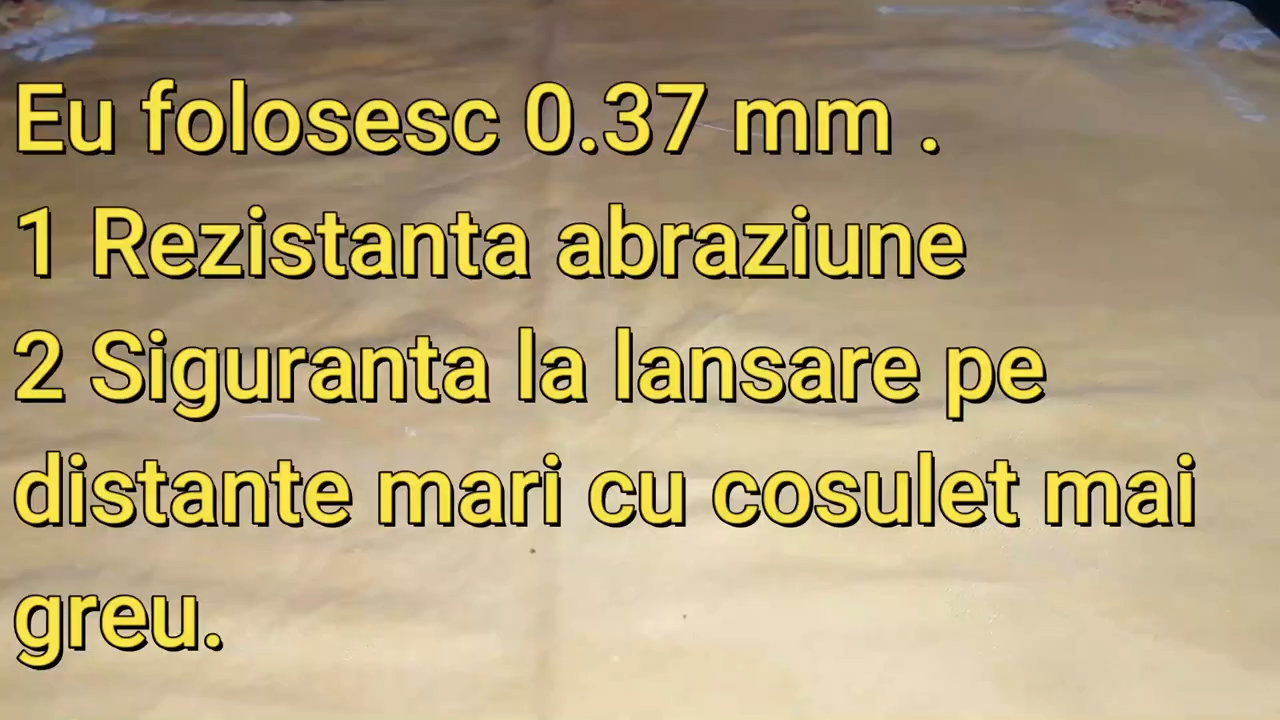 Eu folosesc 0.37 mm .
1 Rezistanta abraziune
2 Siguranta la lansare pe
distante mari cu cosulet mai
greu.